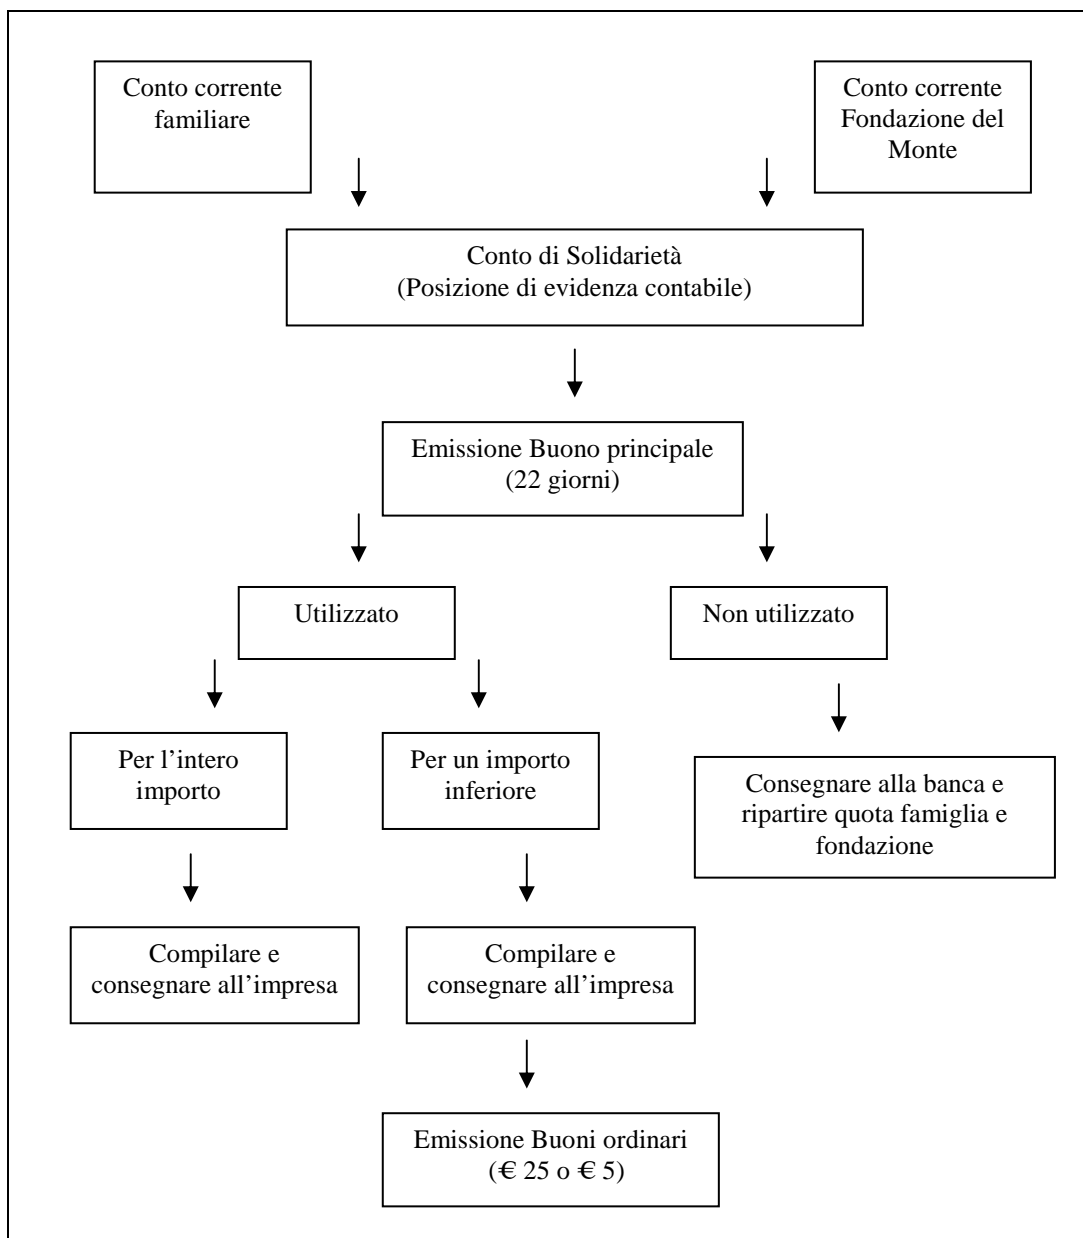 Conto corrente
familiare
Conto corrente
Fondazione del
Monte
Conto di Solidarietà
(Posizione di evidenza contabile)
Emissione Buono principale
(22 giorni)
Utilizzato
Non utilizzato
Per l’intero
importo
Per un importo
inferiore
Consegnare alla banca e
ripartire quota famiglia e
fondazione
Compilare e
consegnare all’impresa
Compilare e
consegnare all’impresa
Emissione Buoni ordinari
(€ 25 o € 5)